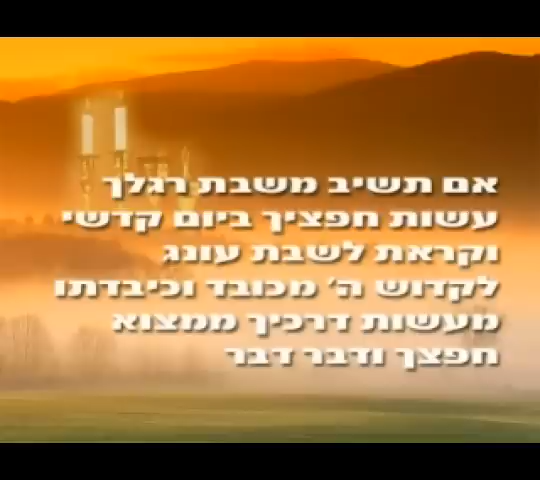 אם תשיב משבת רגלך
עשות חפציך ביום קדשי
וקראת לשבת עונג
לקדוש ה' מכובד וכיבדתו
מעשות דרכיך ממצוא
חפצך ודבר דבר